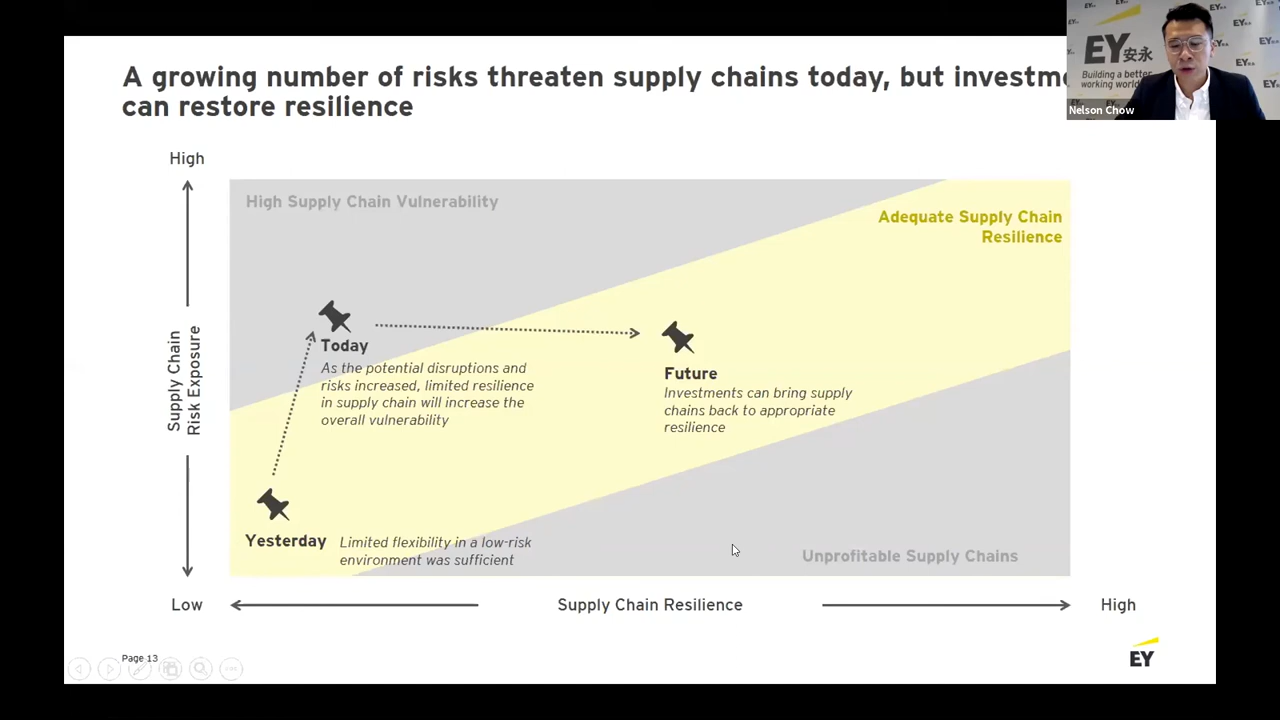 A growing number of risks threaten supply chains today, but investme
can restore resilience
High
High Supply Chain Vulnerability
Adequate Supply Chain
Resilience
Supply Chain
Risk Exposure
Today
As the potential disruptions and
risks increased, limited resilience
in supply chain will increase the
overall vulnerability
Future
Investments can bring supply
chains back to appropriate
resilience
Yesterday
Limited flexibility in a low-risk
environment was sufficient
Unprofitable Supply Chains
Low
Supply Chain Resilience
High
Page 13
EY
EY安永
Building a better
working world
Nelson Chow